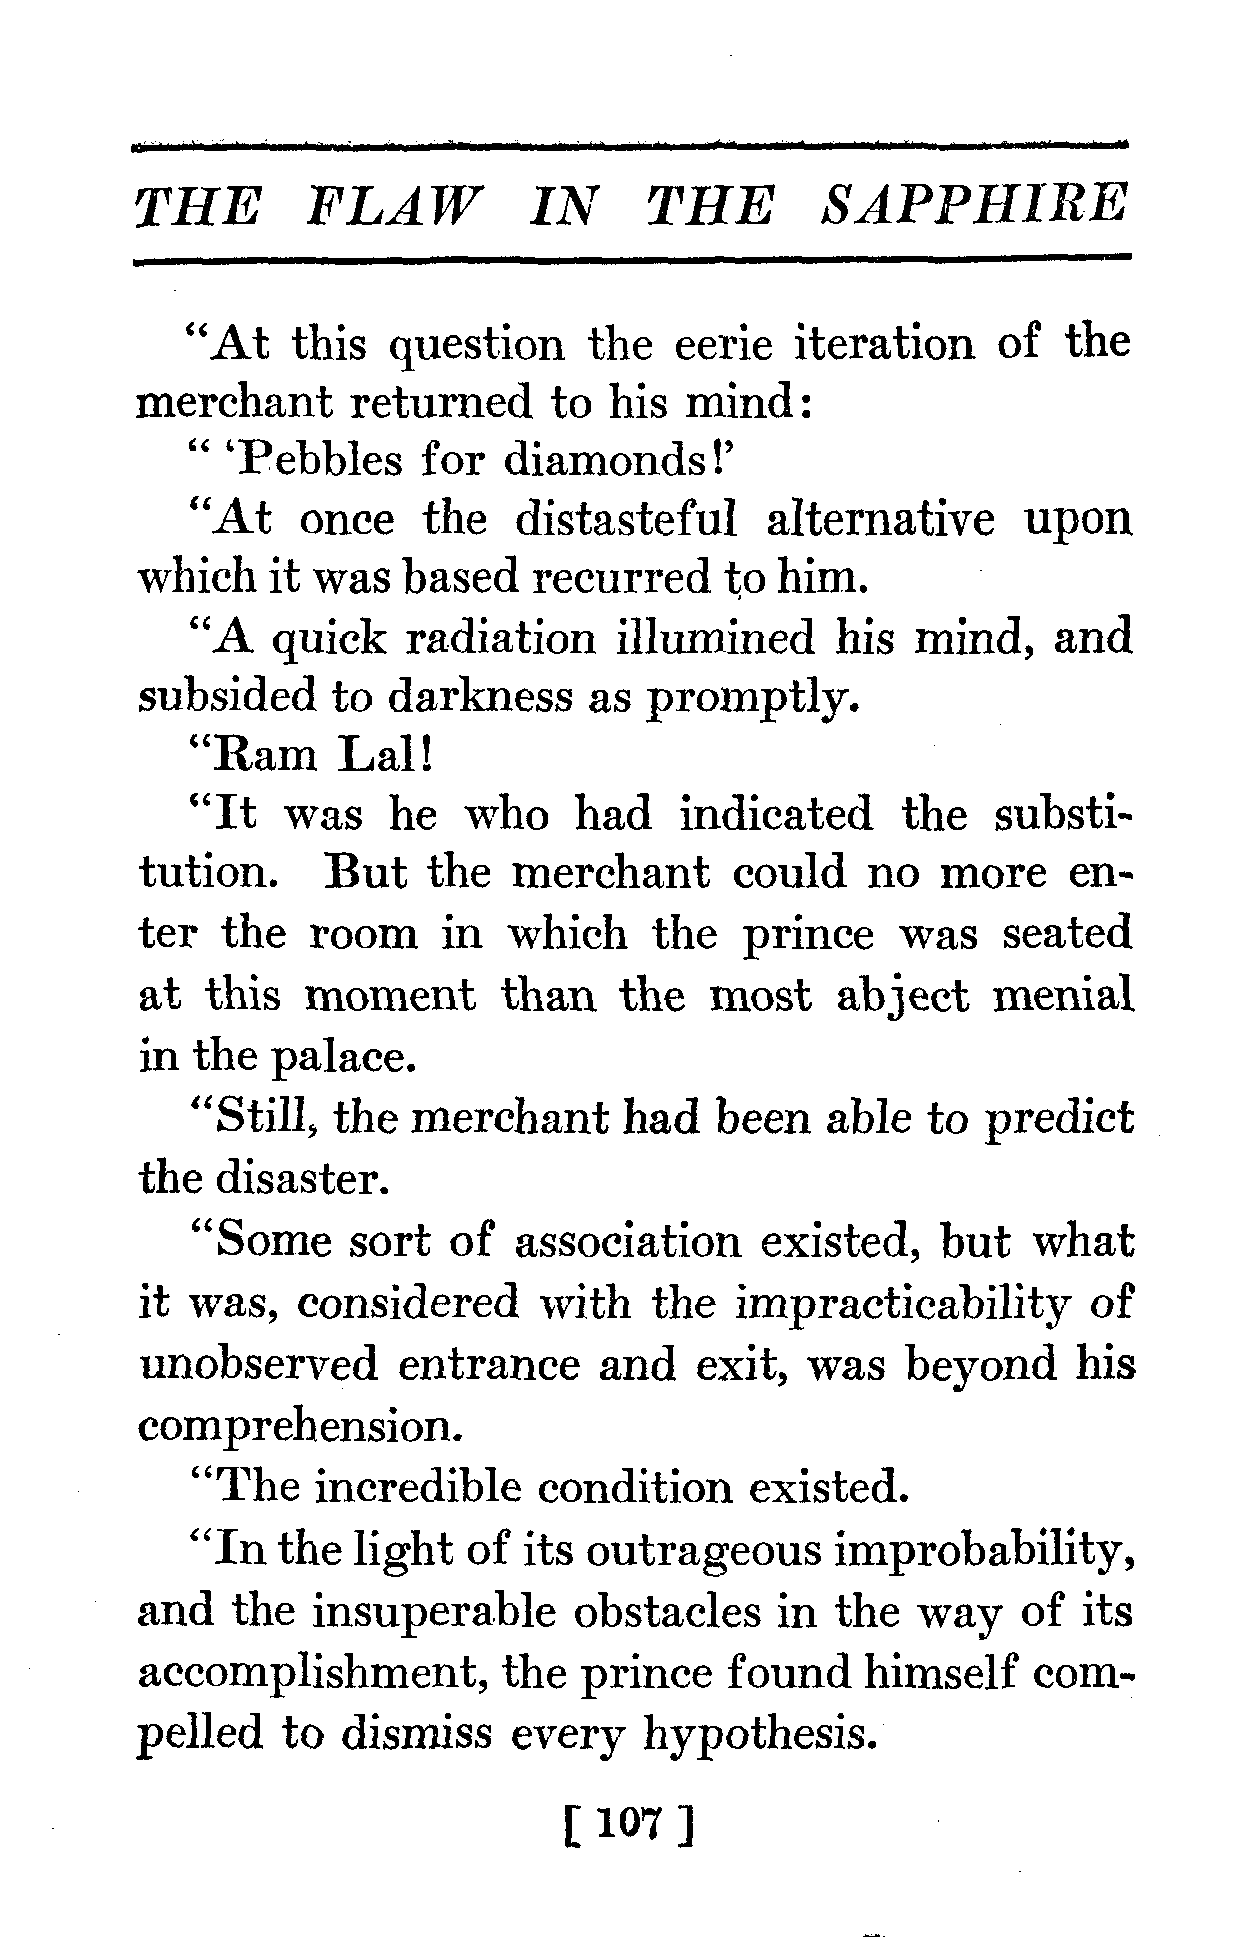 THE FLAW IN THE SAPPHIRE
"At this question the eerie iteration of the
merchant returned to his mind:
" 'Pebbles for diamonds!'
"At once the distasteful alternative upon
which it was based recurred to him.
"A quick radiation illumined his mind, and
subsided to darkness as promptly.
"Ram Lal!
"It was he who had indicated the substi-
tution. But the merchant could no more en-
ter the room in which the prince was seated
at this moment than the most abject menial
in the palace.
"Still, the merchant had been able to predict
the disaster.
"Some sort of association existed, but what
it was, considered with the impracticability of
unobserved entrance and exit, was beyond his
comprehension.
"The incredible condition existed.
"In the light of its outrageous improbability,
and the insuperable obstacles in the way of its
accomplishment, the prince found himself com-
pelled to dismiss every hypothesis.
[ 107 ]